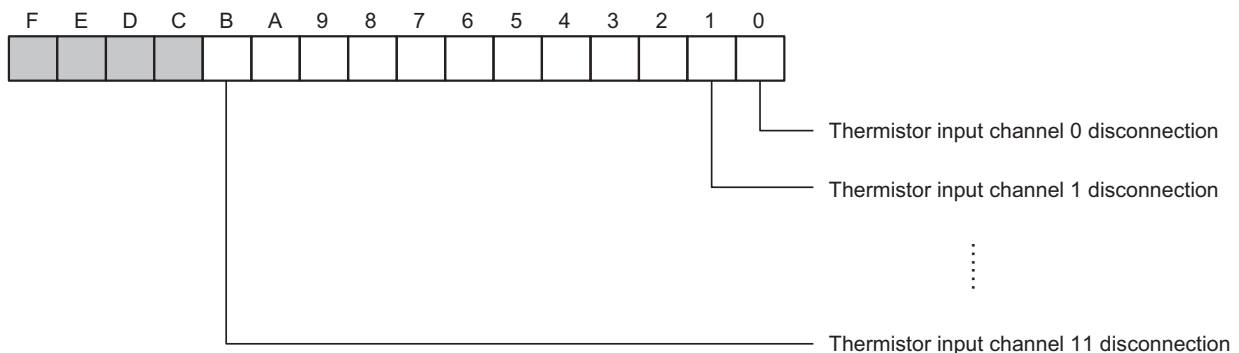 F E D C B A 9 8 7 6 5 4 3 2 1 0
Thermistor input channel 0 disconnection
Thermistor input channel 1 disconnection
Thermistor input channel 11 disconnection